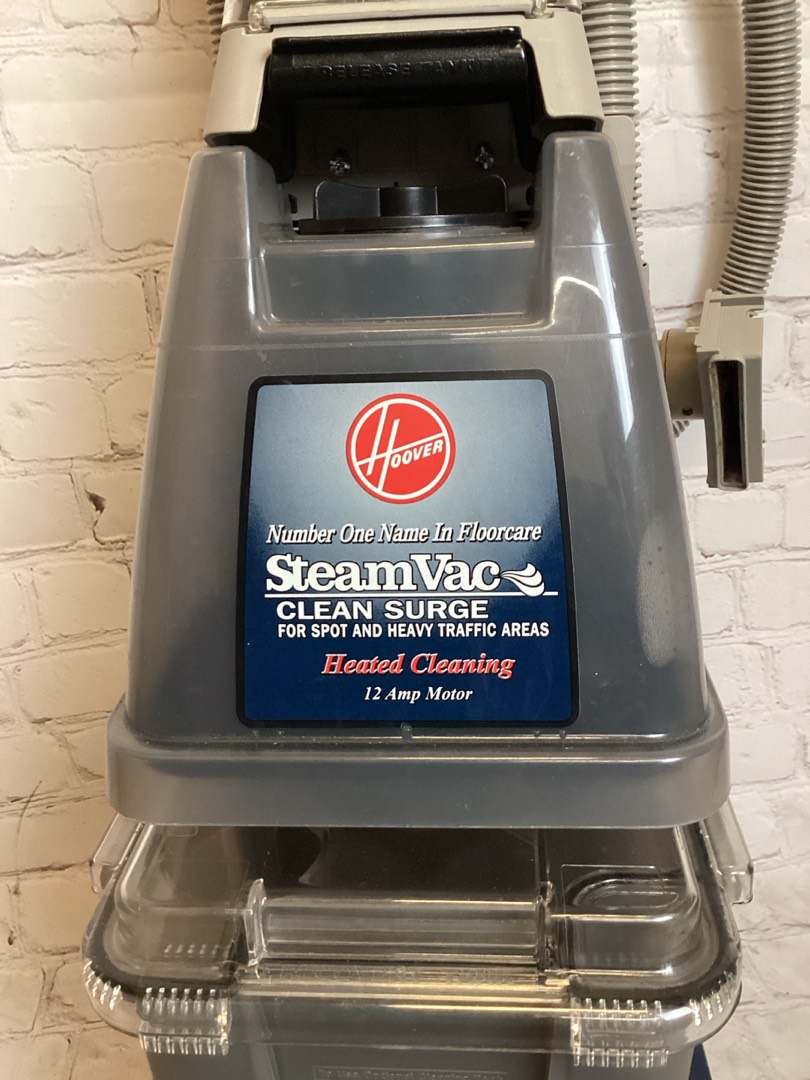 RELEASE TANK
HOOVER
Number One Name In Floorcare
SteamVac
CLEAN SURGE
FOR SPOT AND HEAVY TRAFFIC AREAS
Heated Cleaning
12 Amp Motor